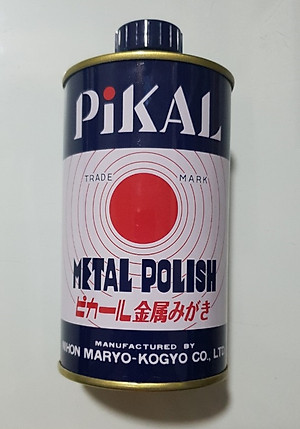 PiKAL
TRADE MARK
METAL POLISH
ピカール金属みがき
MANUFACTURED BY
NIHON MARYO-KOGYO CO., LTD